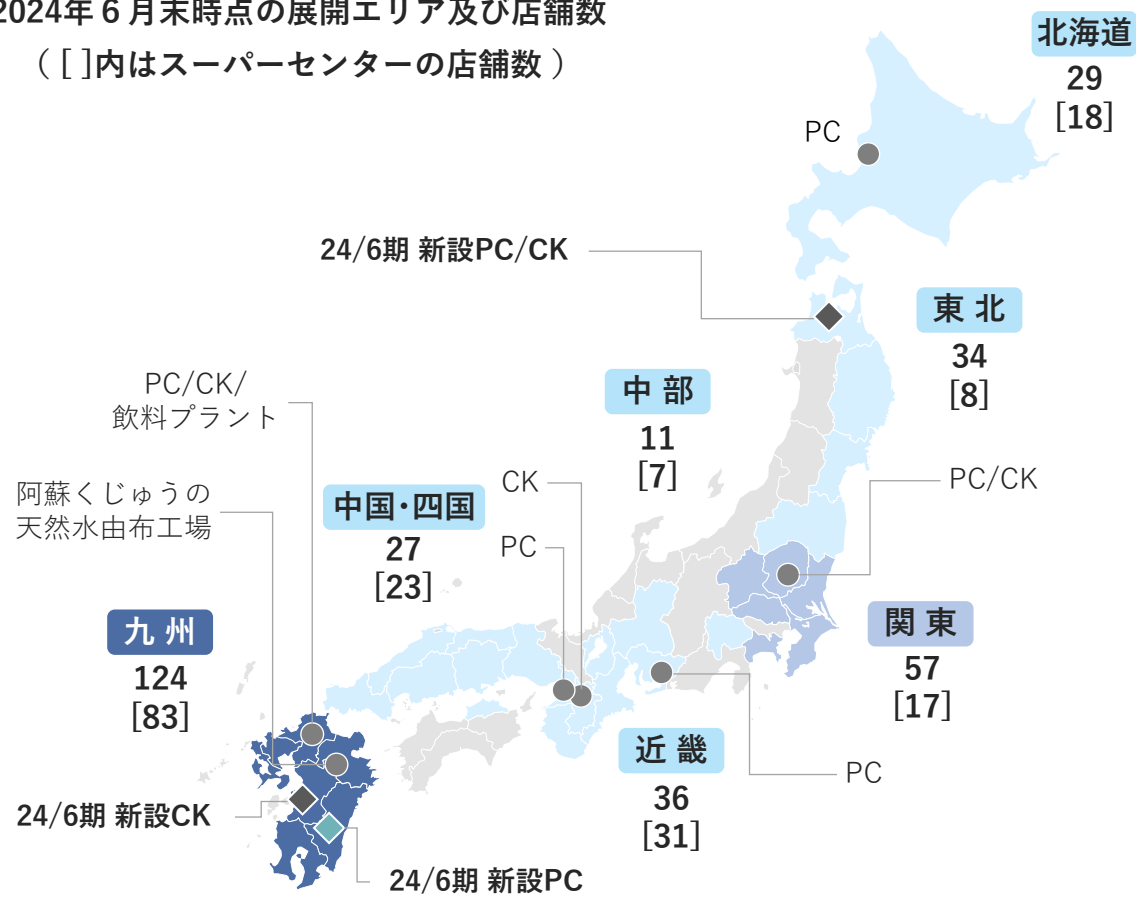 2024年6月末時点の展開エリア及び店舗数
（ [ ]内はスーパーセンターの店舗数 ）
北海道
29
[18]
PC
24/6期 新設PC/CK
東 北
34
[8]
PC/CK/
飲料プラント
中 部
11
[7]
CK
PC/CK
阿蘇くじゅうの
天然水由布工場
中国・四国
27
[23]
PC
九 州
124
[83]
関 東
57
[17]
近 畿
36
[31]
PC
24/6期 新設CK
24/6期 新設PC